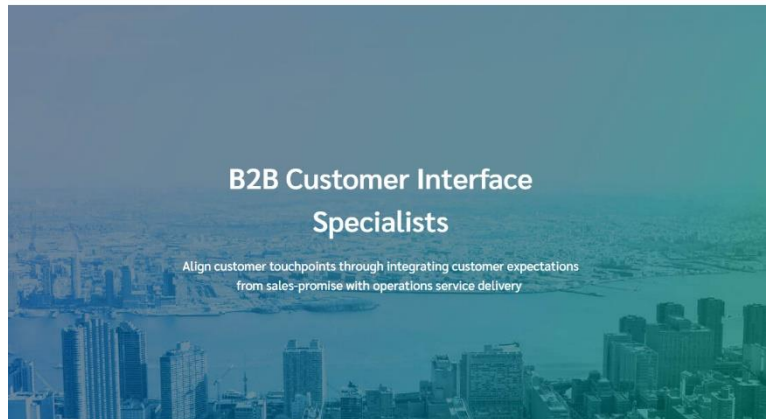 B2B Customer Interface
Specialists
Align customer touchpoints through integrating customer expectations
from sales-promise with operations service delivery